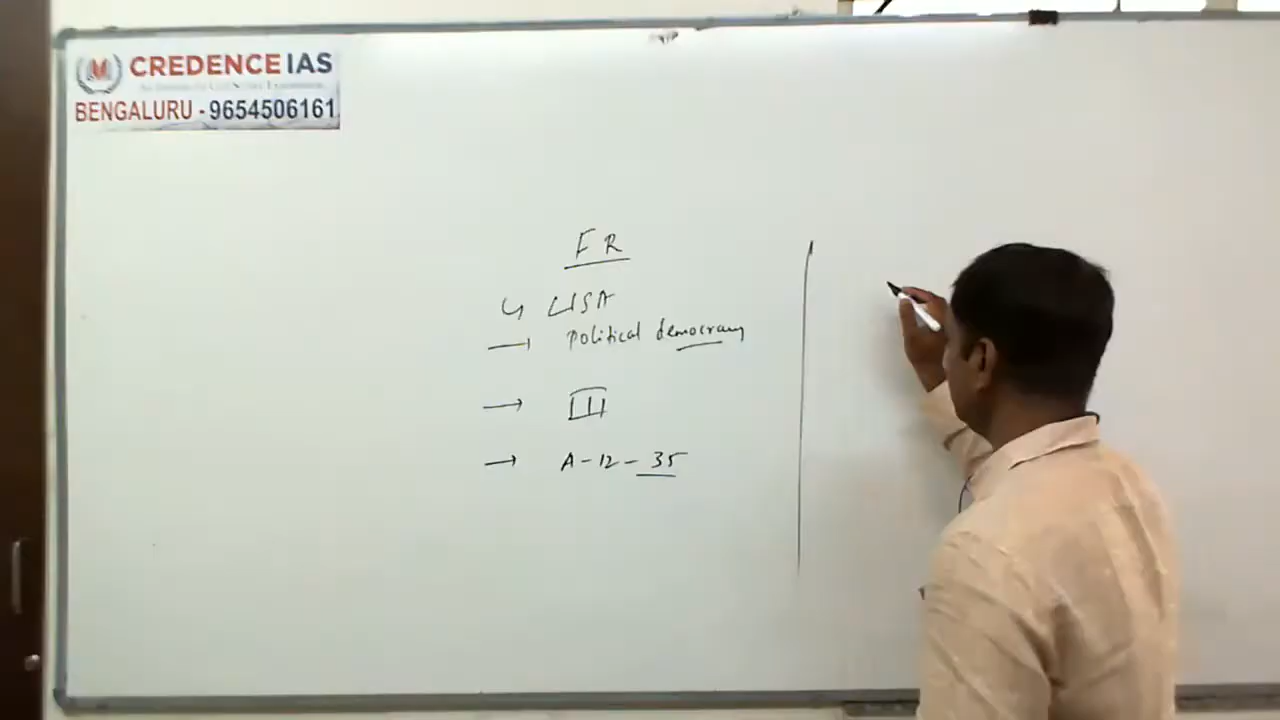 CREDENCE IAS
BENGALURU - 9654506161
FR
↳ USA
→ Political democracy
→ III
→ A-12-35